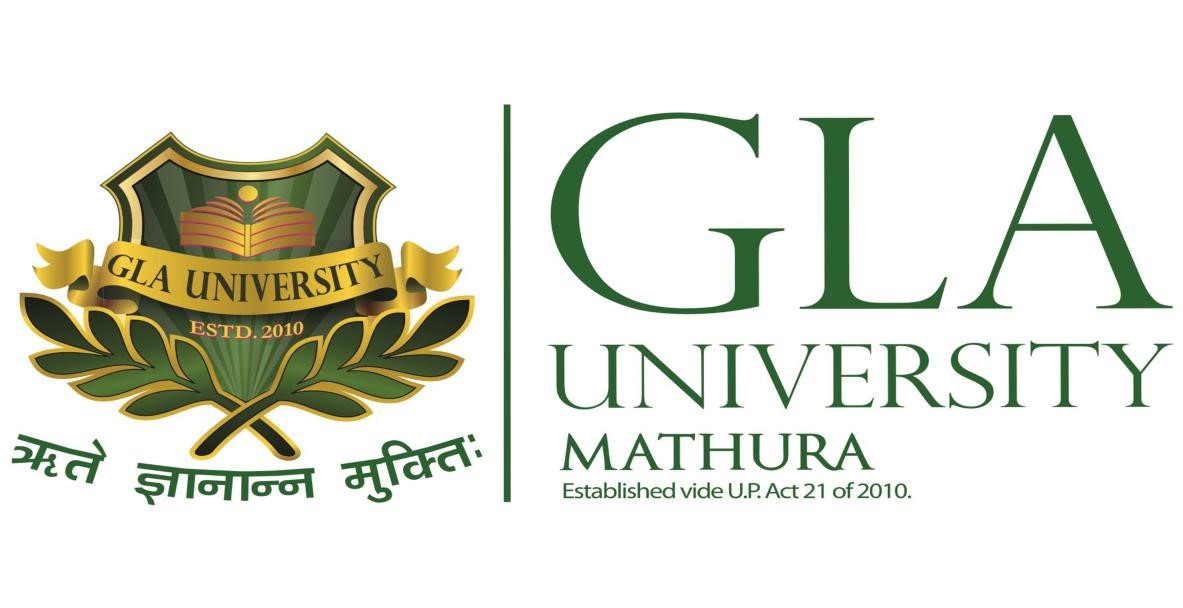 GLA UNIVERSITY
ESTD. 2010
ऋते ज्ञानान्न मुक्तिः
GLA
UNIVERSITY
MATHURA
Established vide U.P. Act 21 of 2010.